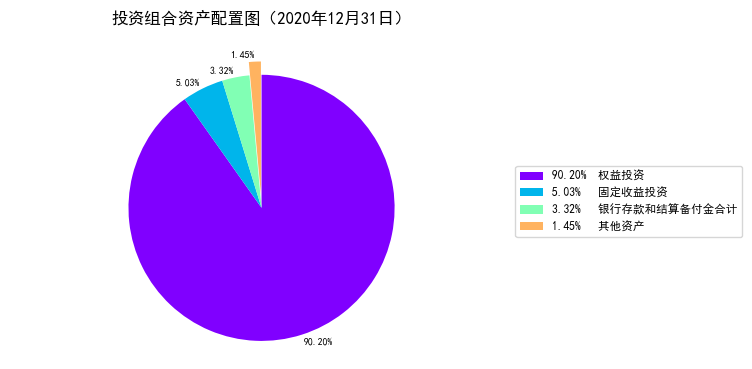 投资组合资产配置图（2020年12月31日）
1.45%
3.32%
5.03%
90.20%
90.20% 权益投资
5.03% 固定收益投资
3.32% 银行存款和结算备付金合计
1.45% 其他资产